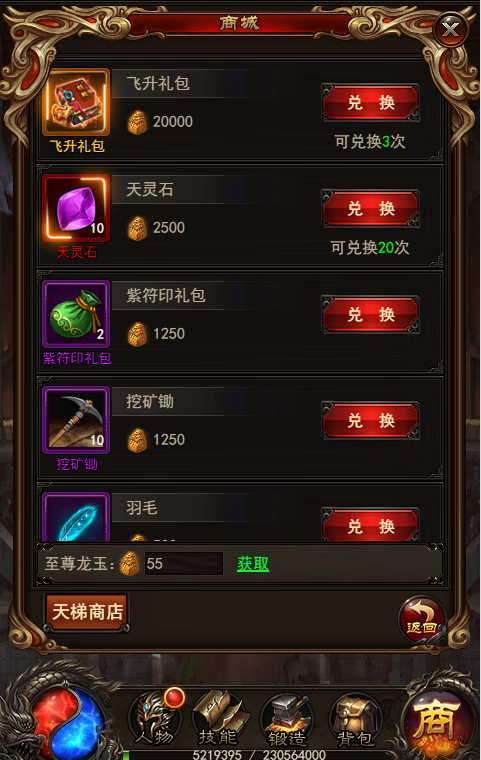 商城
飞升礼包
20000
兑 换
飞升礼包
可兑换3次
天灵石
10
2500
兑 换
天灵石
可兑换20次
紫符印礼包
2
1250
兑 换
紫符印礼包
挖矿锄
10
1250
兑 换
挖矿锄
羽毛
兑 换
至尊龙玉: 55 获取
天梯商店
返回
人物 技能 锻造 背包 商
5219395 / 230564000